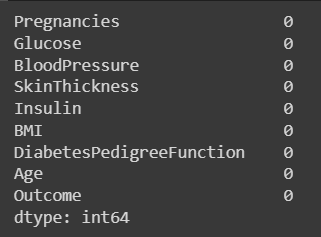 Pregnancies 0
Glucose 0
BloodPressure 0
SkinThickness 0
Insulin 0
BMI 0
DiabetesPedigreeFunction 0
Age 0
Outcome 0
dtype: int64